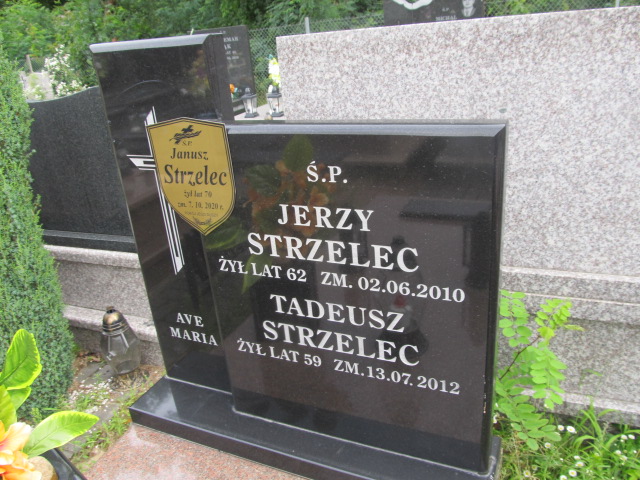 Ś.P.
Janusz
Strzelec
żył lat 70
zm. 7. 10. 2020 r.
AVE
MARIA
Ś.P.
JERZY
STRZELEC
ŻYŁ LAT 62 ZM. 02.06.2010
TADEUSZ
STRZELEC
ŻYŁ LAT 59 ZM. 13.07.2012